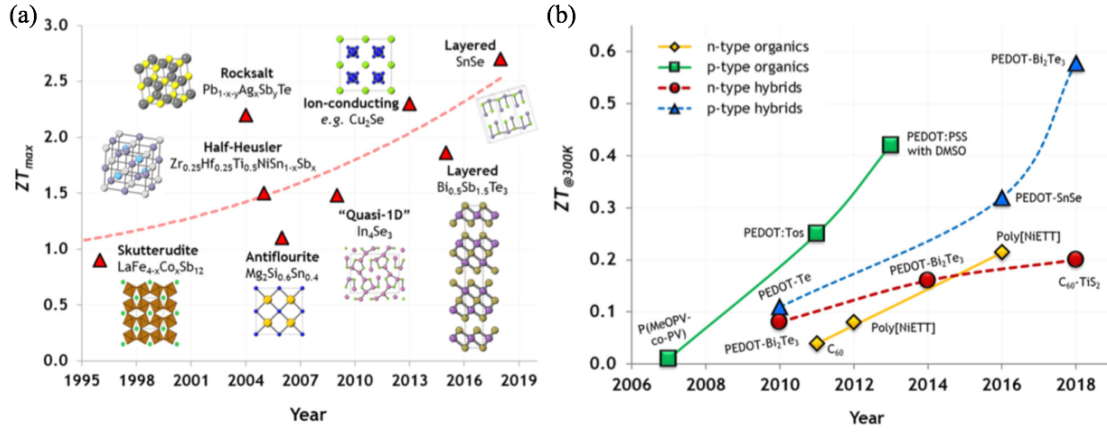 (a)
3.0
2.5
2.0
1.5
1.0
0.5
0.0
ZTmax
1995
1998
2001
2004
2007
2010
2013
2016
2019
Year
Rocksalt
Pb1-x-yAgxSbyTe
Half-Heusler
Zr0.25Hf0.25Ti0.5NiSn1-xSbx
Skutterudite
LaFe4-xCoxSb12
Antiflourite
Mg2Si0.6Sn0.4
Ion-conducting
e.g. Cu2Se
"Quasi-1D"
In4Se3
Layered
SnSe
Layered
Bi0.5Sb1.5Te3
(b)
0.6
0.5
0.4
0.3
0.2
0.1
0.0
ZT@300K
2006
2008
2010
2012
2014
2016
2018
Year
n-type organics
p-type organics
n-type hybrids
p-type hybrids
P(MeOPV-
co-PV)
PEDOT:Tos
PEDOT:PSS
with DMSO
PEDOT-Te
PEDOT-Bi2Te3
C60
Poly[NiETT]
PEDOT-Bi2Te3
Poly[NiETT]
PEDOT-SnSe
PEDOT-Bi2Te3
C60-TiS2